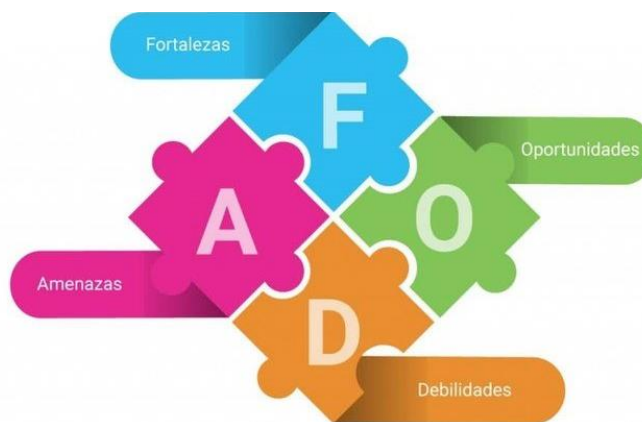 Fortalezas
F
Oportunidades
A
O
Amenazas
D
Debilidades